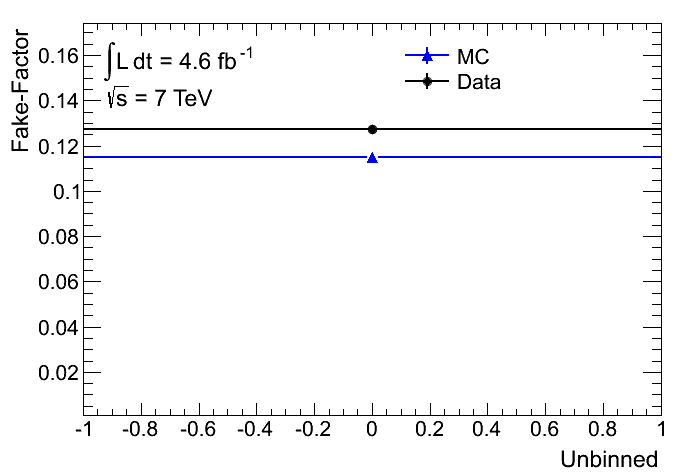 Fake-Factor
0.16
0.14
0.12
0.1
0.08
0.06
0.04
0.02
∫L dt = 4.6 fb⁻¹
√s = 7 TeV
MC
Data
-1 -0.8 -0.6 -0.4 -0.2 0 0.2 0.4 0.6 0.8 1
Unbinned